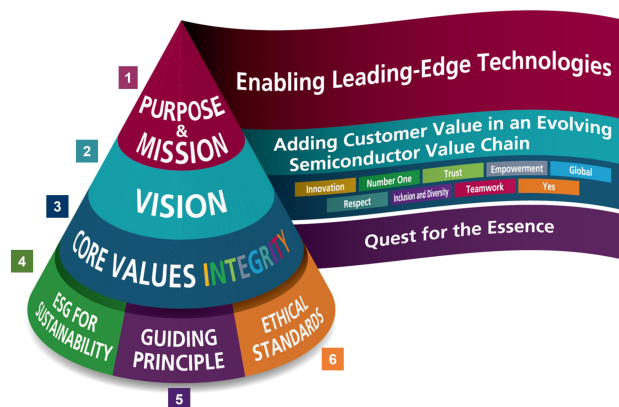 1
PURPOSE
&
MISSION
Enabling Leading-Edge Technologies
2
VISION
Adding Customer Value in an Evolving
Semiconductor Value Chain
3
CORE VALUES INTEGRITY
Innovation Number One Trust Empowerment Global
Respect Inclusion and Diversity Teamwork Yes
Quest for the Essence
4
ESG FOR
SUSTAINABILITY
GUIDING
PRINCIPLE
5
ETHICAL
STANDARDS
6